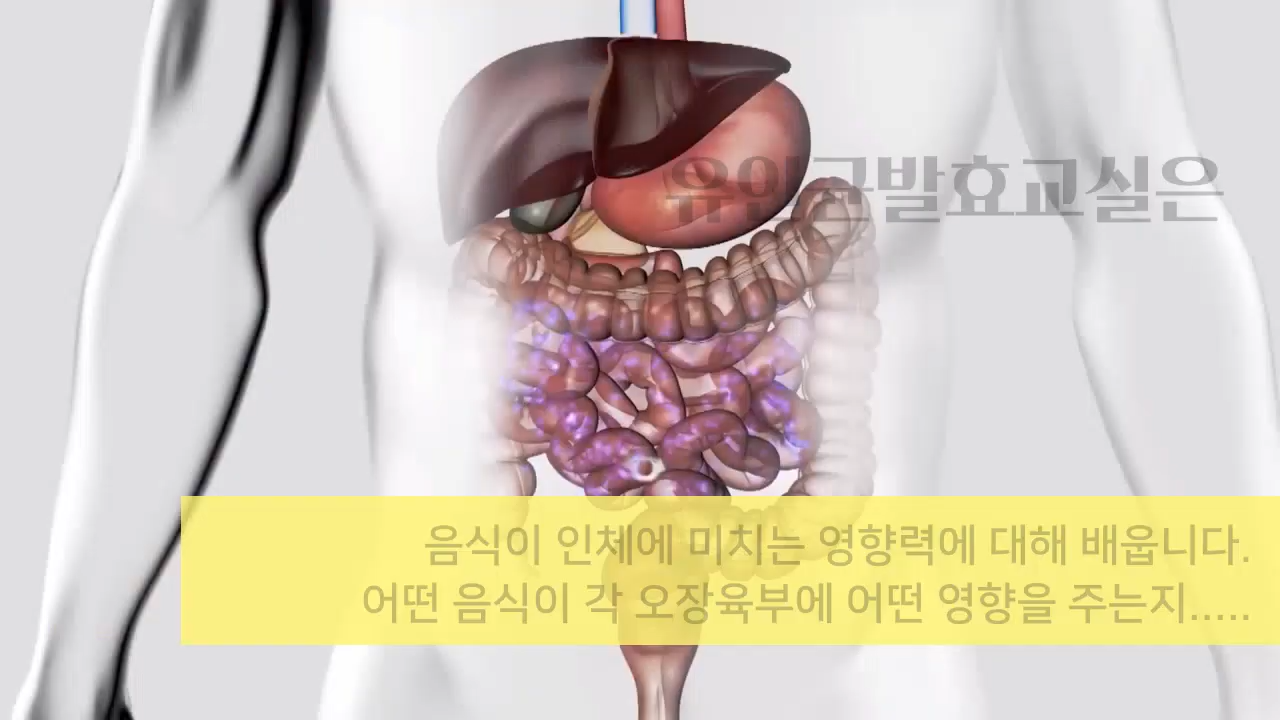 유인균발효교실은
음식이 인체에 미치는 영향력에 대해 배웁니다.
어떤 음식이 각 오장육부에 어떤 영향을 주는지.....